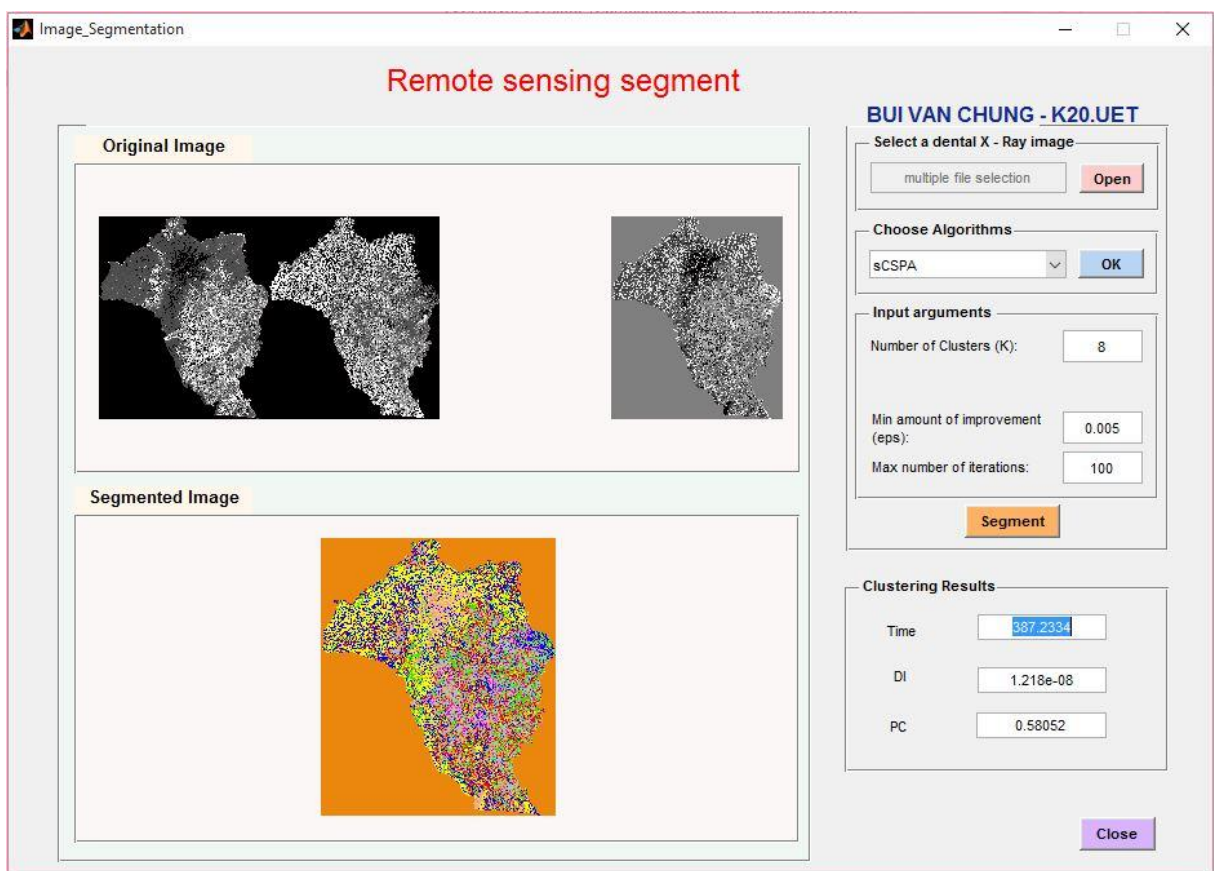 Image_Segmentation
Remote sensing segment
BUI VAN CHUNG - K20.UET
Original Image
Select a dental X - Ray image
multiple file selection
Open
Choose Algorithms
sCSPA
OK
Input arguments
Number of Clusters (K):
8
Min amount of improvement
(eps):
0.005
Max number of iterations:
100
Segment
Segmented Image
Clustering Results
Time
387.2334
DI
1.218e-08
PC
0.58052
Close